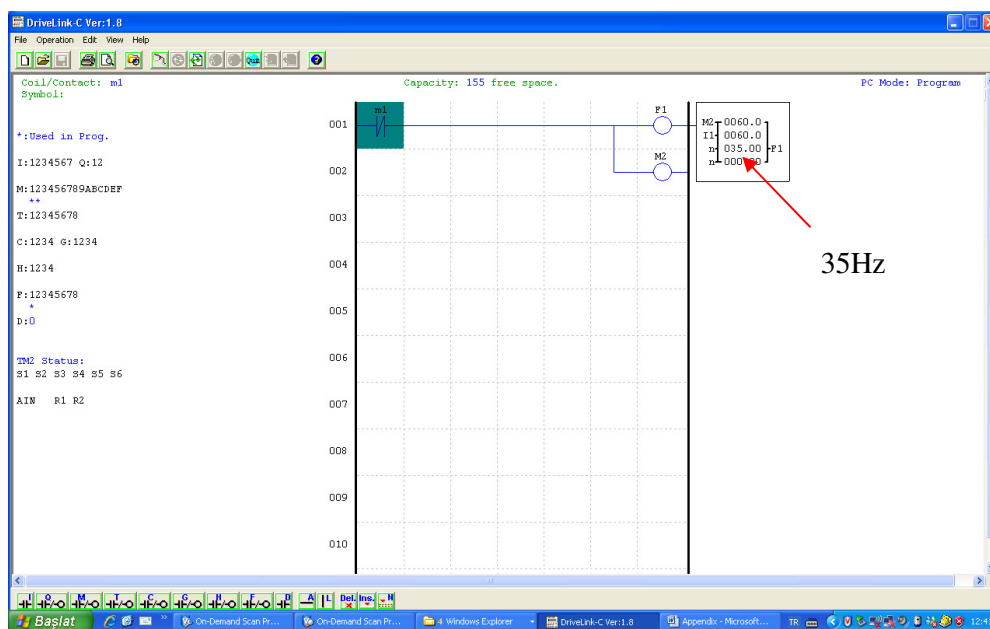 DriveLink-C Ver:1.8
File Operation Edit View Help
Coil/Contact: m1
Capacity: 155 free space.
PC Mode: Program
Symbol:
*:Used in Prog.
I:1234567 Q:12
M:123456789ABCDEF
**
T:12345678
C:1234 G:1234
H:1234
F:12345678
*
D:0
TM2 Status:
S1 S2 S3 S4 S5 S6
AIN R1 R2
001
m1
F1
M2 0060.0
I1 0060.0
n 035.00 F1
n
002
M2
35Hz
003
004
005
006
007
008
009
010
I Q M T C G H F D A L Del. Ins. N
Başlat
On-Demand Scan Pr...
On-Demand Scan Pr...
4 Windows Explorer
DriveLink-C Ver:1.8
Appendix - Microsoft...
TR